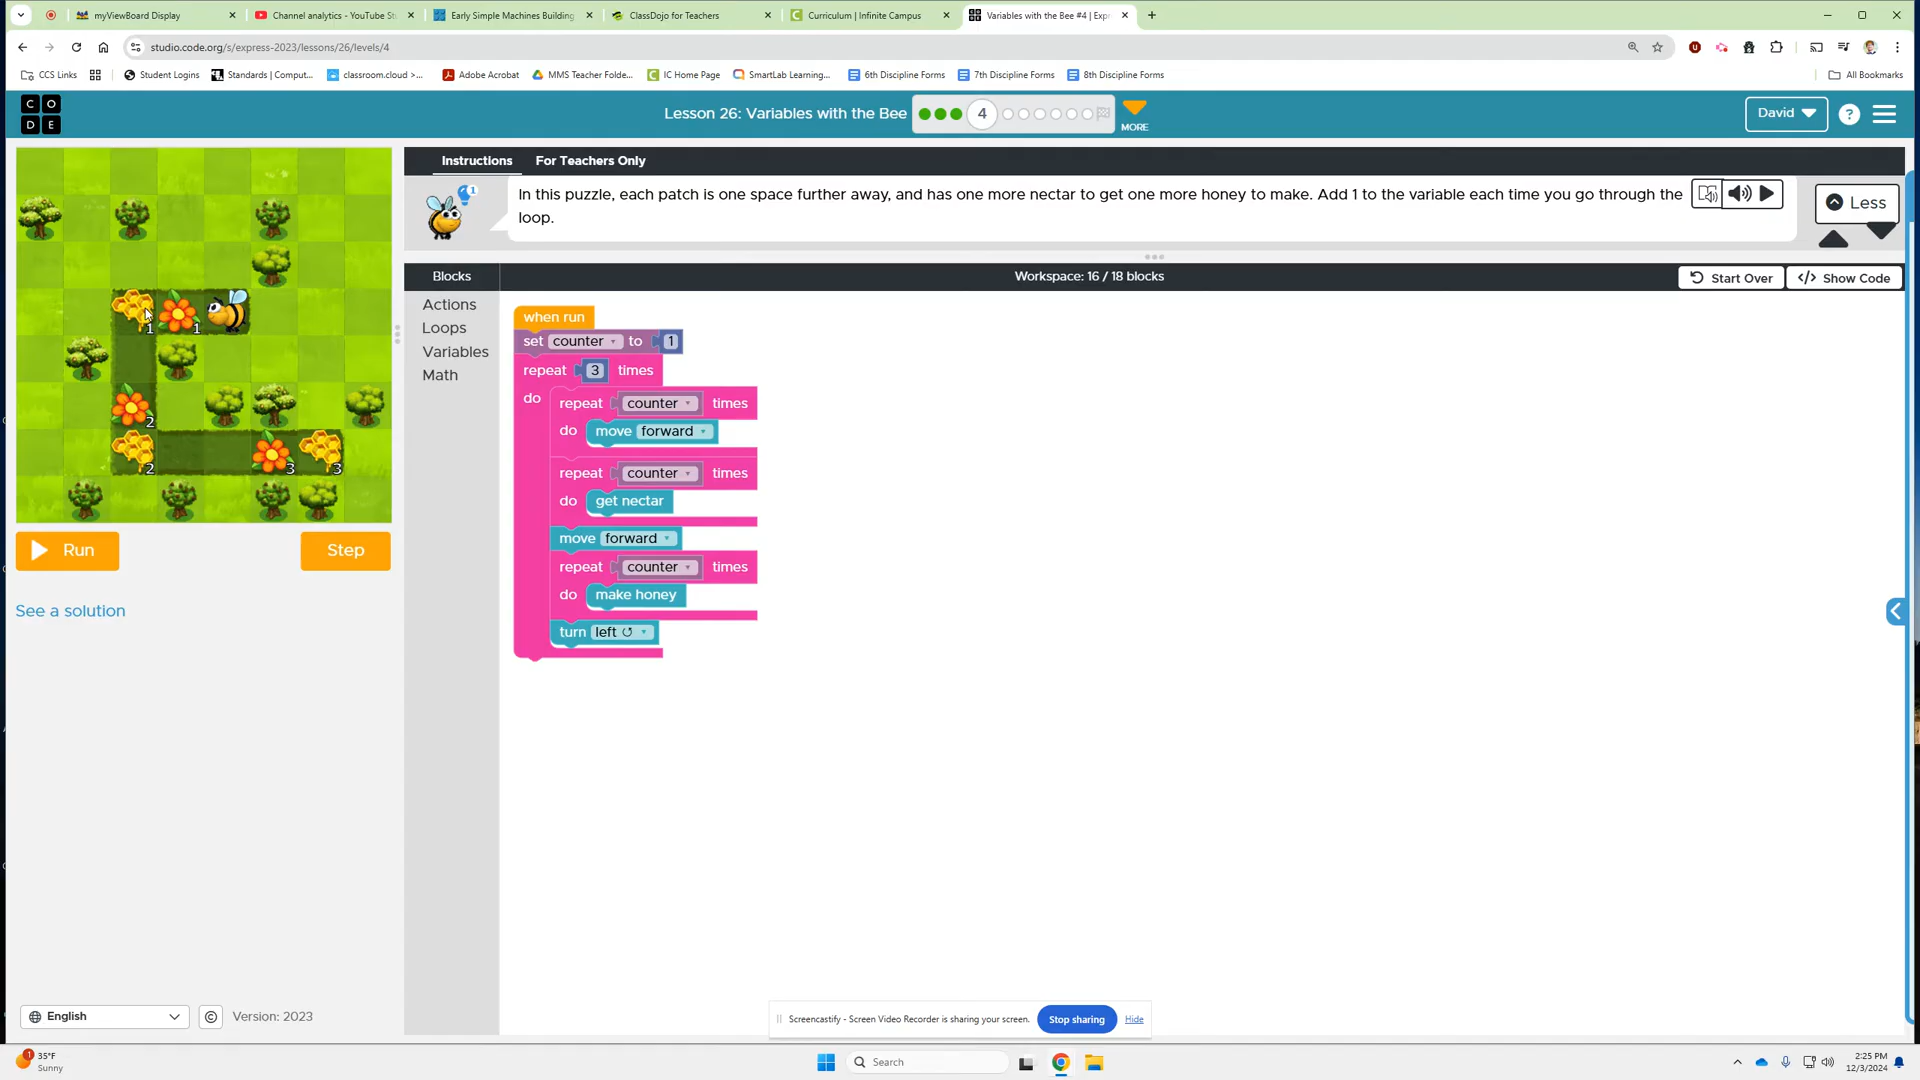 myViewBoard Display
Channel analytics - YouTube St
Early Simple Machines Building
ClassDojo for Teachers
Curriculum | Infinite Campus
Variables with the Bee #4 | Exp
studio.code.org/s/express-2023/lessons/26/levels/4
CCS Links
Student Logins
Standards | Comput...
classroom.cloud >...
Adobe Acrobat
MMS Teacher Folde...
IC Home Page
SmartLab Learning...
6th Discipline Forms
7th Discipline Forms
8th Discipline Forms
All Bookmarks
C O
D E
Lesson 26: Variables with the Bee
4
MORE
David
?
Instructions
For Teachers Only
1
In this puzzle, each patch is one space further away, and has one more nectar to get one more honey to make. Add 1 to the variable each time you go through the
loop.
Less
Blocks
Workspace: 16 / 18 blocks
Start Over
</> Show Code
Actions
Loops
Variables
Math
when run
set counter to 1
repeat 3 times
do
repeat counter times
do move forward
repeat counter times
do get nectar
move forward
repeat counter times
do make honey
turn left
1
1
2
2
3
3
Run
Step
See a solution
English
©
Version: 2023
Screencastify - Screen Video Recorder is sharing your screen.
Stop sharing
Hide
1
35°F
Sunny
Search
2:25 PM
12/3/2024